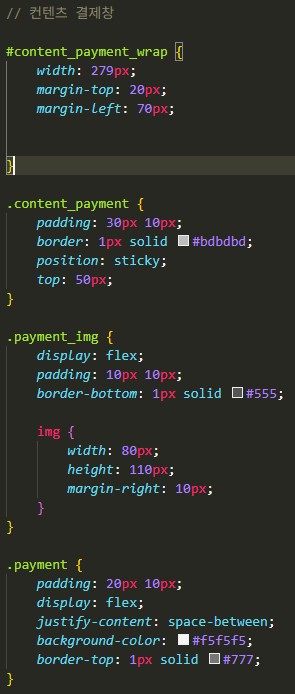 // 컨텐츠 결제창
#content_payment_wrap {
width: 279px;
margin-top: 20px;
margin-left: 70px;
}
.content_payment {
padding: 30px 10px;
border: 1px solid #bdbdbd;
position: sticky;
top: 50px;
}
.payment_img {
display: flex;
padding: 10px 10px;
border-bottom: 1px solid #555;
img {
width: 80px;
height: 110px;
margin-right: 10px;
}
}
.payment {
padding: 20px 10px;
display: flex;
justify-content: space-between;
background-color: #f5f5f5;
border-top: 1px solid #777;
}